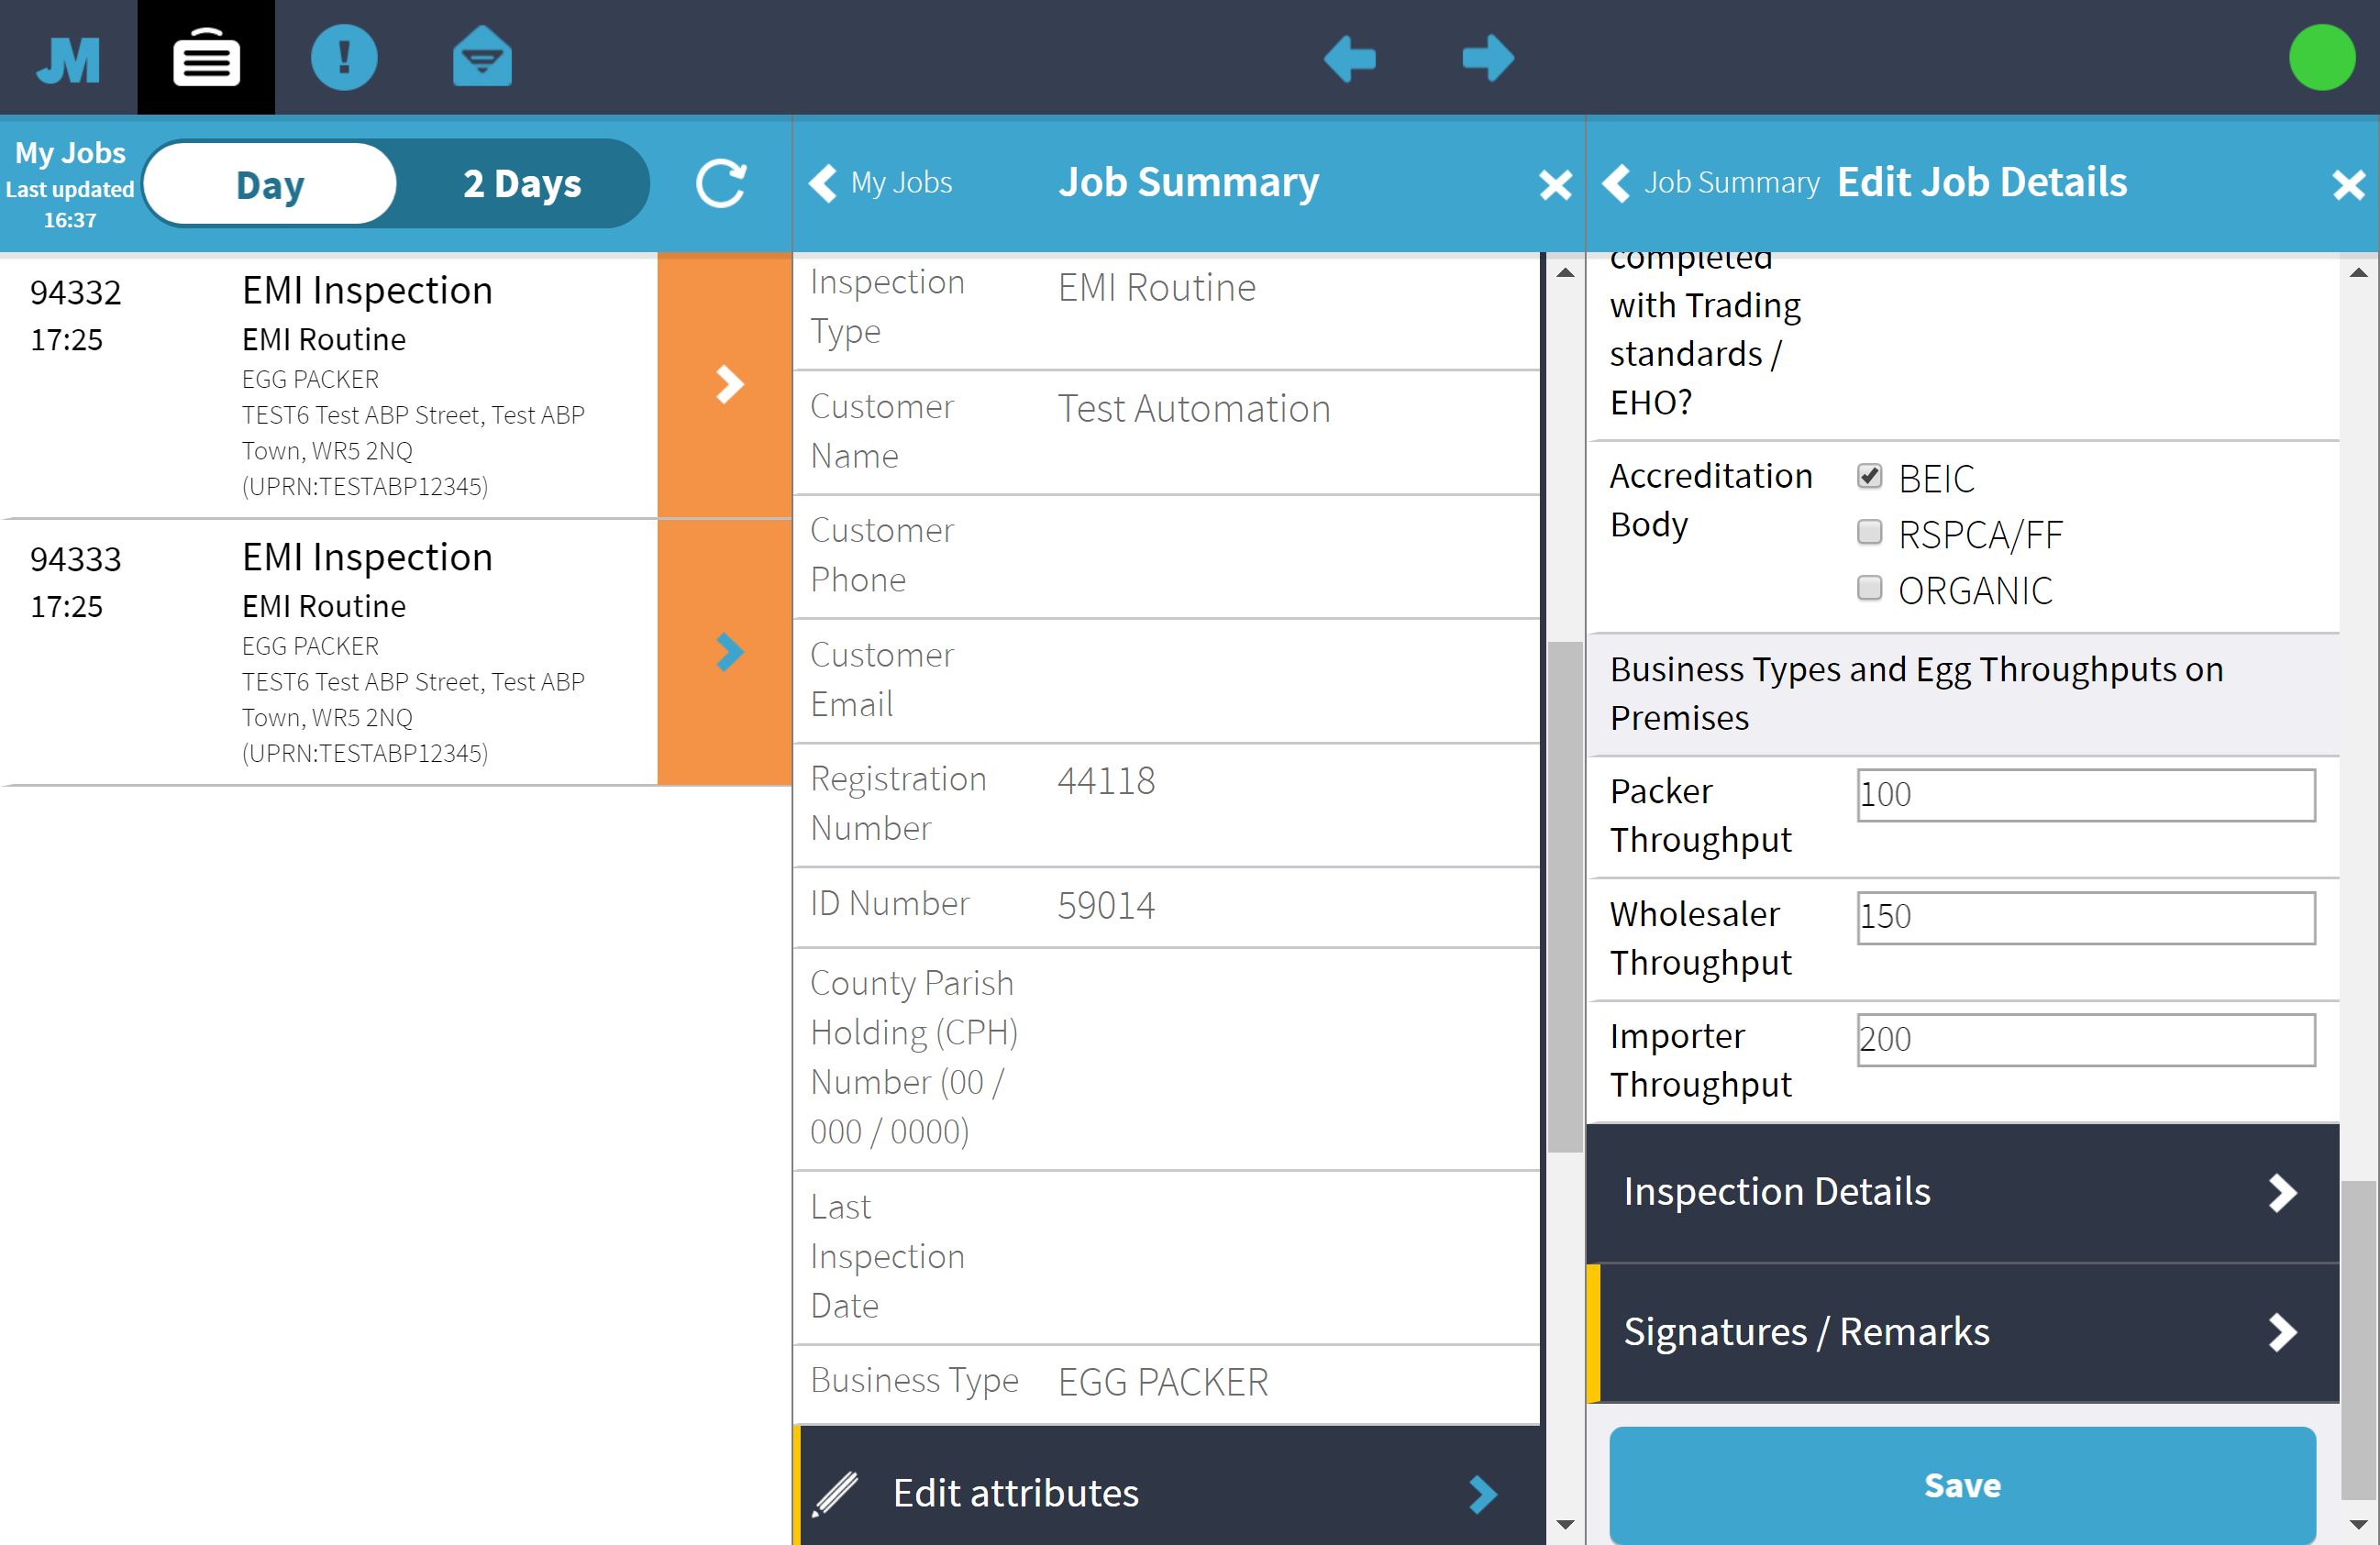 JM
My Jobs
Last updated
16:37
Day
2 Days
My Jobs
Job Summary
Job Summary
Edit Job Details
94332
17:25
EMI Inspection
EMI Routine
EGG PACKER
TEST6 Test ABP Street, Test ABP
Town, WR5 2NQ
(UPRN:TESTABP12345)
94333
17:25
EMI Inspection
EMI Routine
EGG PACKER
TEST6 Test ABP Street, Test ABP
Town, WR5 2NQ
(UPRN:TESTABP12345)
Inspection
Type
EMI Routine
Customer
Name
Test Automation
Customer
Phone
Customer
Email
Registration
Number
44118
ID Number
59014
County Parish
Holding (CPH)
Number (00 /
000 / 0000)
Last
Inspection
Date
Business Type
EGG PACKER
Edit attributes
completed
with Trading
standards /
EHO?
Accreditation
Body
BEIC
RSPCA/FF
ORGANIC
Business Types and Egg Throughputs on
Premises
Packer
Throughput
100
Wholesaler
Throughput
150
Importer
Throughput
200
Inspection Details
Signatures / Remarks
Save